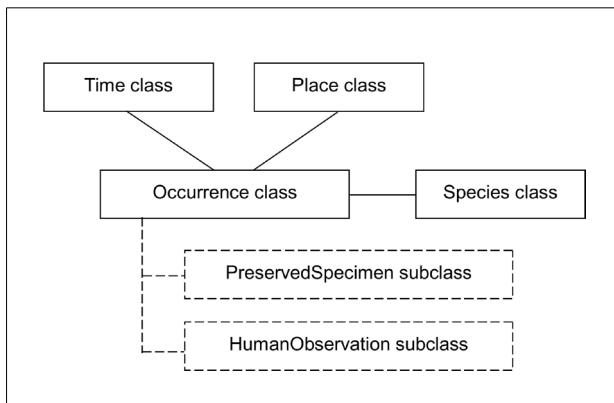 Time class
Place class
Occurrence class
Species class
PreservedSpecimen subclass
HumanObservation subclass